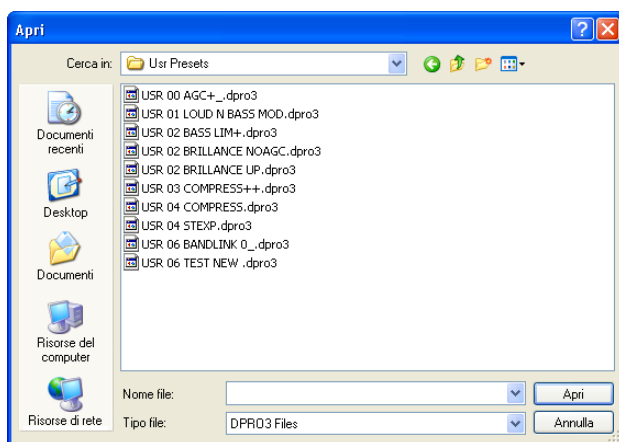 Apri
Cerca in: Usr Presets
USR 00 AGC+_.dpro3
USR 01 LOUD N BASS MOD.dpro3
USR 02 BASS LIM+.dpro3
USR 02 BRILLANCE NOAGC.dpro3
USR 02 BRILLANCE UP.dpro3
USR 03 COMPRESS++.dpro3
USR 04 COMPRESS.dpro3
USR 04 STEXP.dpro3
USR 06 BANDLINK 0_.dpro3
USR 06 TEST NEW .dpro3
Documenti
recenti
Desktop
Documenti
Risorse del
computer
Risorse di rete
Nome file: Apri
Tipo file: DPRO3 Files Annulla